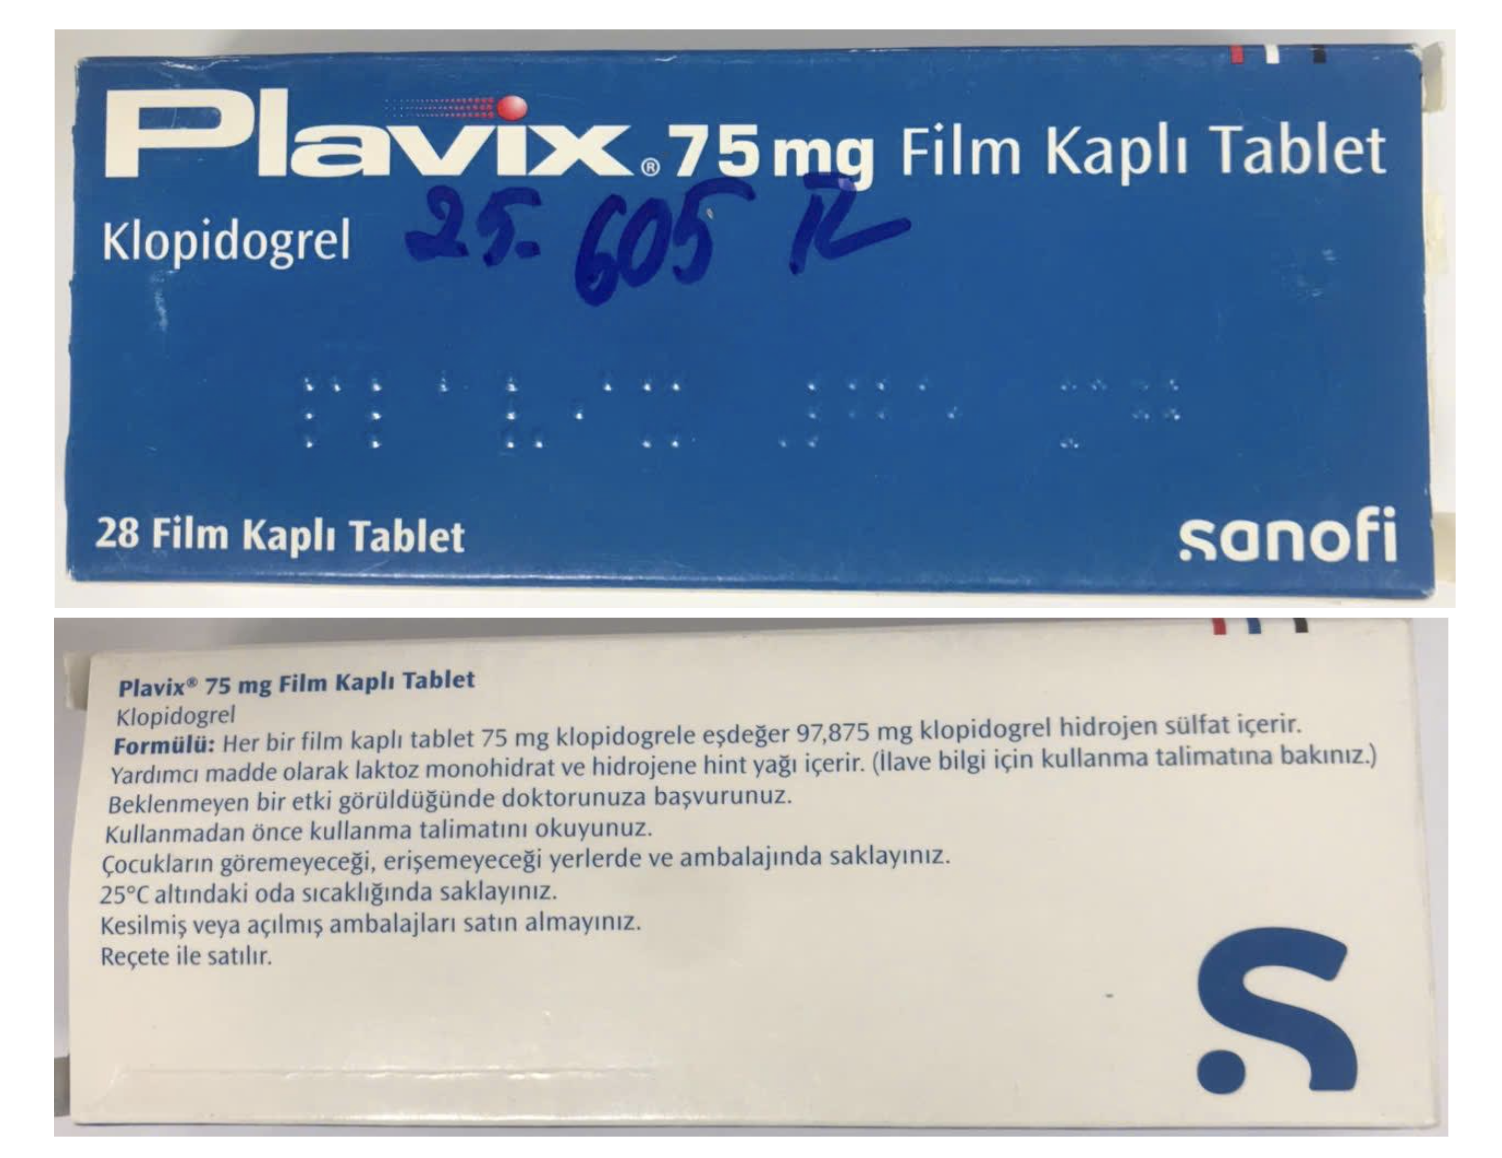 Plavix® 75 mg Film Kaplı Tablet
Klopidogrel
25. 605 TL
28 Film Kaplı Tablet
sanofi
Plavix® 75 mg Film Kaplı Tablet
Klopidogrel
Formülü: Her bir film kaplı tablet 75 mg klopidogrele eşdeğer 97,875 mg klopidogrel hidrojen sülfat içerir.
Yardımcı madde olarak laktoz monohidrat ve hidrojene hint yağı içerir. (İlave bilgi için kullanma talimatına bakınız.)
Beklenmeyen bir etki görüldüğünde doktorunuza başvurunuz.
Kullanmadan önce kullanma talimatını okuyunuz.
Çocukların göremeyeceği, erişemeyeceği yerlerde ve ambalajında saklayınız.
25°C altındaki oda sıcaklığında saklayınız.
Kesilmiş veya açılmış ambalajları satın almayınız.
Reçete ile satılır.